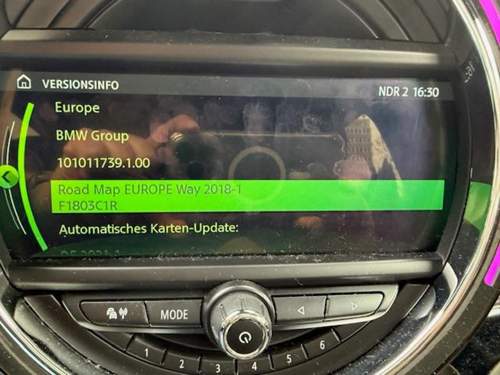 VERSIONSINFO
NDR 2 16:30
Europe
BMW Group
101011739.1.00
Road Map EUROPE Way 2018-1
F1803C1R
Automatisches Karten-Update:
MODE
1 2 3 4 5 6